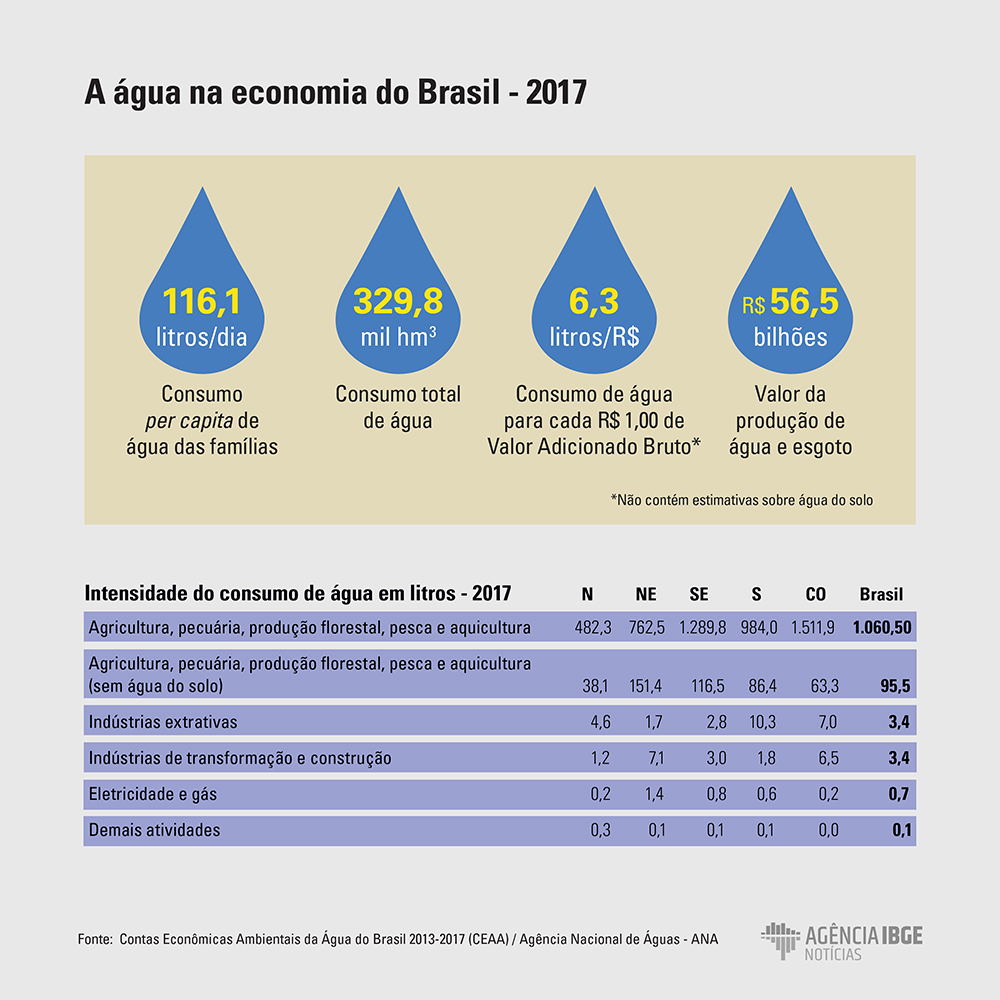 A água na economia do Brasil - 2017
116,1
litros/dia
Consumo
per capita de
água das famílias
329,8
mil hm³
Consumo total
de água
6,3
litros/R$
Consumo de água
para cada R$ 1,00 de
Valor Adicionado Bruto*
R$ 56,5
bilhões
Valor da
produção de
água e esgoto
*Não contém estimativas sobre água do solo
Intensidade do consumo de água em litros - 2017 N NE SE S CO Brasil
Agricultura, pecuária, produção florestal, pesca e aquicultura 482,3 762,5 1.289,8 984,0 1.511,9 1.060,50
Agricultura, pecuária, produção florestal, pesca e aquicultura
(sem água do solo) 38,1 151,4 116,5 86,4 63,3 95,5
Indústrias extrativas 4,6 1,7 2,8 10,3 7,0 3,4
Indústrias de transformação e construção 1,2 7,1 3,0 1,8 6,5 3,4
Eletricidade e gás 0,2 1,4 0,8 0,6 0,2 0,7
Demais atividades 0,3 0,1 0,1 0,1 0,0 0,1
Fonte: Contas Econômicas Ambientais da Água do Brasil 2013-2017 (CEAA) / Agência Nacional de Águas - ANA
AGÊNCIA IBGE
NOTÍCIAS